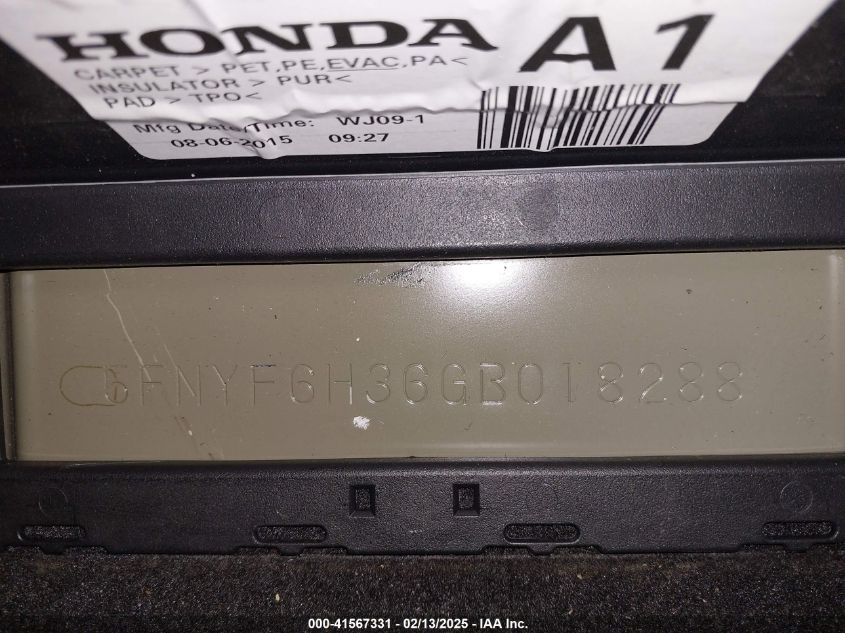 HONDA A1
CARPET > PET,PE,EVAC,PA<
INSULATOR > PUR<
PAD > TPO<
Mfg Date/Time: WJ09-1
08-06-2015 09:27
5FNYF6H36GB018288
000-41567331 - 02/13/2025 - IAA Inc.